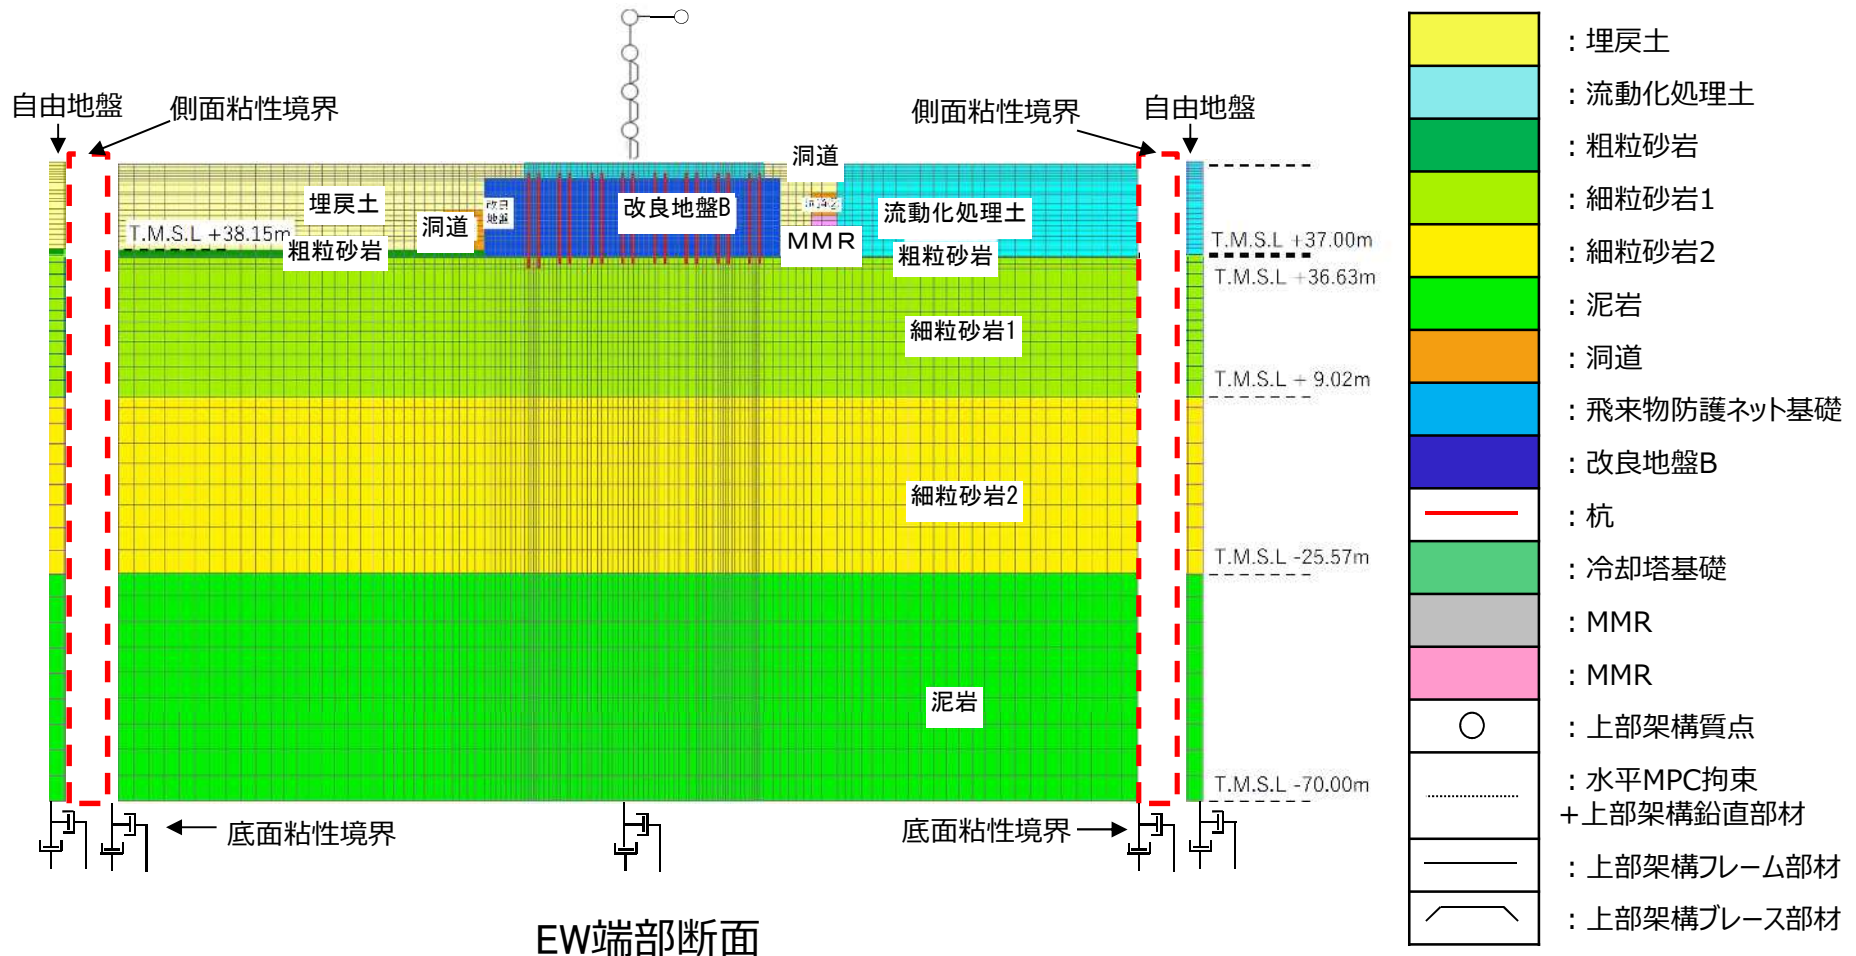 自由地盤
側面粘性境界
側面粘性境界
自由地盤
洞道
埋戻土
改良地盤
改良地盤B
流動化処理土
洞道
T.M.S.L +38.15m
粗粒砂岩
MMR
粗粒砂岩
T.M.S.L +37.00m
T.M.S.L +36.63m
細粒砂岩1
T.M.S.L + 9.02m
細粒砂岩2
T.M.S.L -25.57m
泥岩
T.M.S.L -70.00m
底面粘性境界
底面粘性境界
EW端部断面
：埋戻土
：流動化処理土
：粗粒砂岩
：細粒砂岩1
：細粒砂岩2
：泥岩
：洞道
：飛来物防護ネット基礎
：改良地盤B
：杭
：冷却塔基礎
：MMR
：MMR
：上部架構質点
：水平MPC拘束
+上部架構鉛直部材
：上部架構フレーム部材
：上部架構ブレース部材